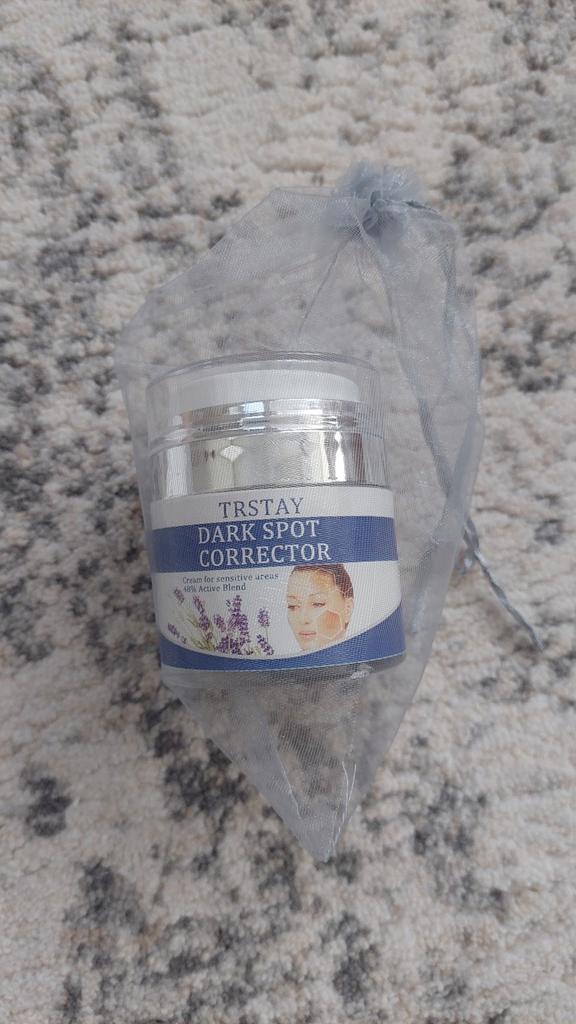 TRSTAY
DARK SPOT
CORRECTOR
Cream for sensitive areas
48% Active Blend